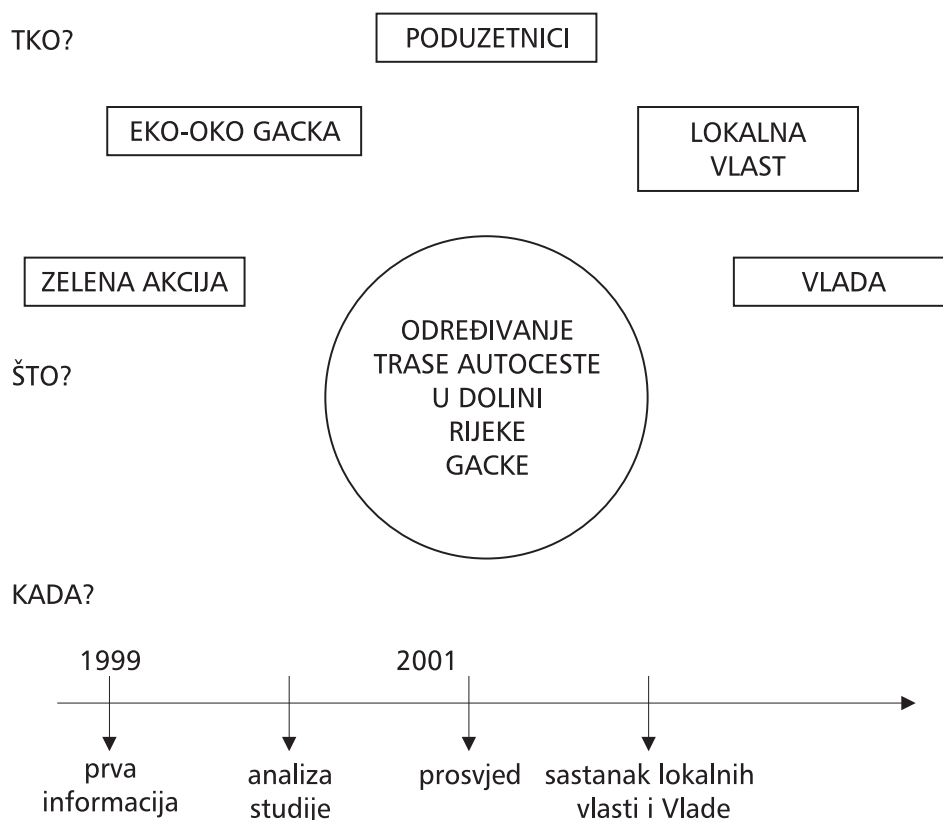 TKO?
PODUZETNICI
EKO-OKO GACKA
LOKALNA
VLAST
ZELENA AKCIJA
VLADA
ODREĐIVANJE
TRASE AUTOCESTE
U DOLINI
RIJEKE
GACKE
ŠTO?
KADA?
1999
2001
prva
informacija
analiza
studije
prosvjed
sastanak lokalnih
vlasti i Vlade